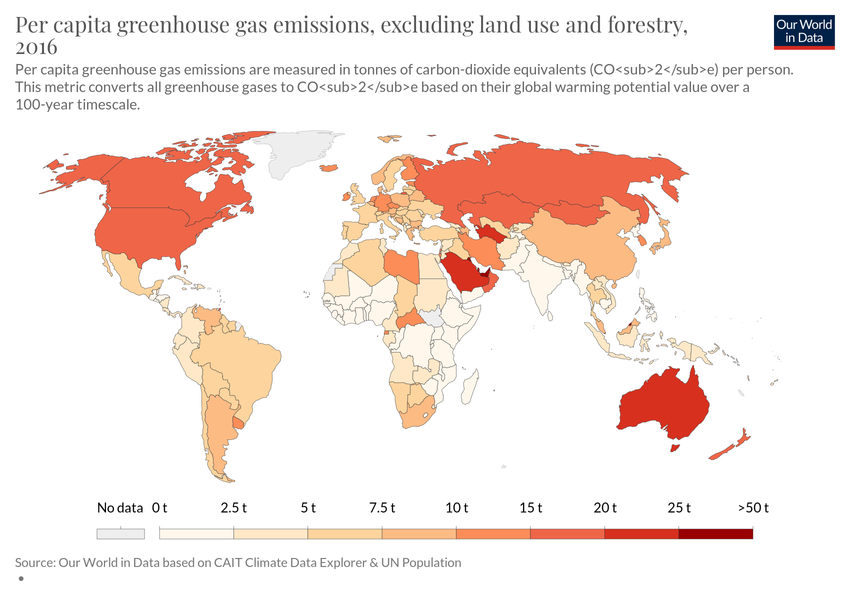 Per capita greenhouse gas emissions, excluding land use and forestry,
2016
Our World
in Data
Per capita greenhouse gas emissions are measured in tonnes of carbon-dioxide equivalents (CO<sub>2</sub>e) per person.
This metric converts all greenhouse gases to CO<sub>2</sub>e based on their global warming potential value over a
100-year timescale.
No data 0 t 2.5 t 5 t 7.5 t 10 t 15 t 20 t 25 t >50 t
Source: Our World in Data based on CAIT Climate Data Explorer & UN Population
•